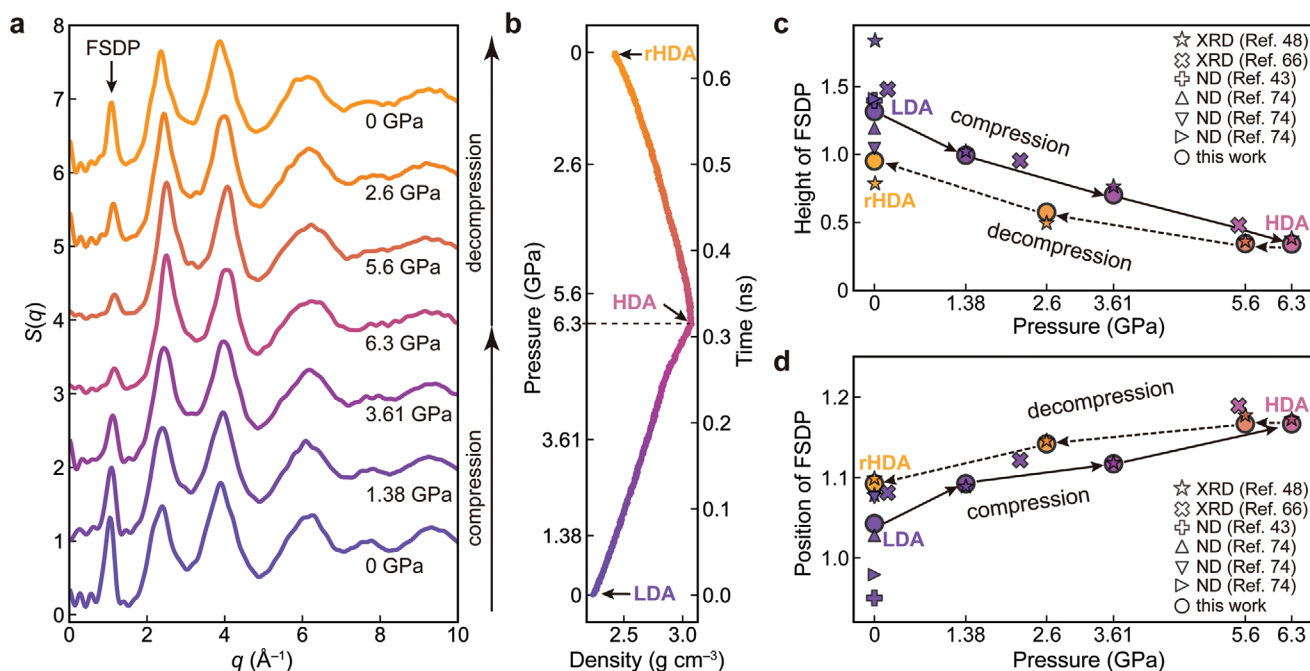 a
FSDP
8
7
6
5
4
3
2
1
0
S(q)
0 GPa
2.6 GPa
5.6 GPa
6.3 GPa
3.61 GPa
1.38 GPa
0 GPa
0 2 4 6 8 10
q (Å⁻¹)
decompression
compression
b
Pressure (GPa)
0
2.6
5.6
6.3
3.61
1.38
0
rHDA
HDA
LDA
0.6
0.5
0.4
0.3
0.2
0.1
0.0
Time (ns)
2.5 3.0
Density (g cm⁻³)
c
Height of FSDP
1.5
1.0
0.5
0.0
LDA
rHDA
HDA
compression
decompression
XRD (Ref. 48)
XRD (Ref. 66)
ND (Ref. 43)
ND (Ref. 74)
ND (Ref. 74)
ND (Ref. 74)
this work
0 1.38 2.6 3.61 5.6 6.3
Pressure (GPa)
d
Position of FSDP
1.2
1.1
1.0
rHDA
LDA
HDA
decompression
compression
XRD (Ref. 48)
XRD (Ref. 66)
ND (Ref. 43)
ND (Ref. 74)
ND (Ref. 74)
ND (Ref. 74)
this work
0 1.38 2.6 3.61 5.6 6.3
Pressure (GPa)